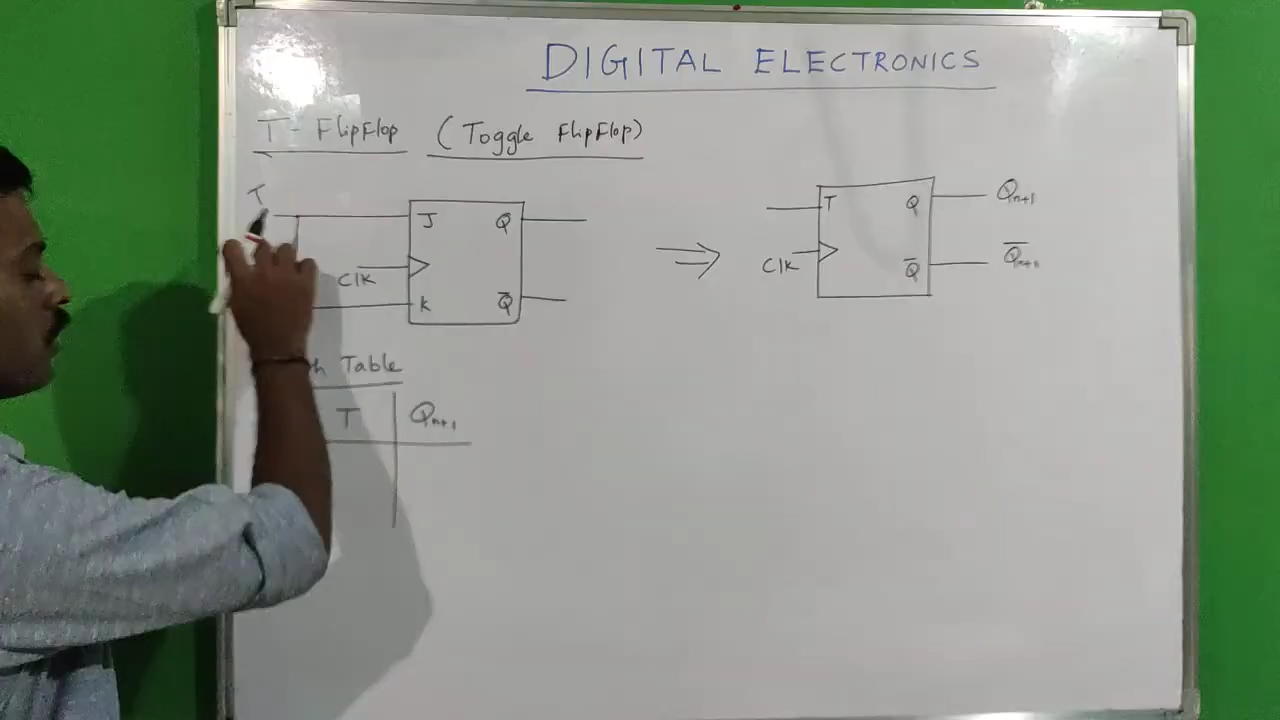 DIGITAL ELECTRONICS
T - FlipFlop (Toggle FlipFlop)
T
J Q
Clk
K Q̅
T Q Qn+1
Clk Q̅ Q̅n+1
Table
T Qn+1